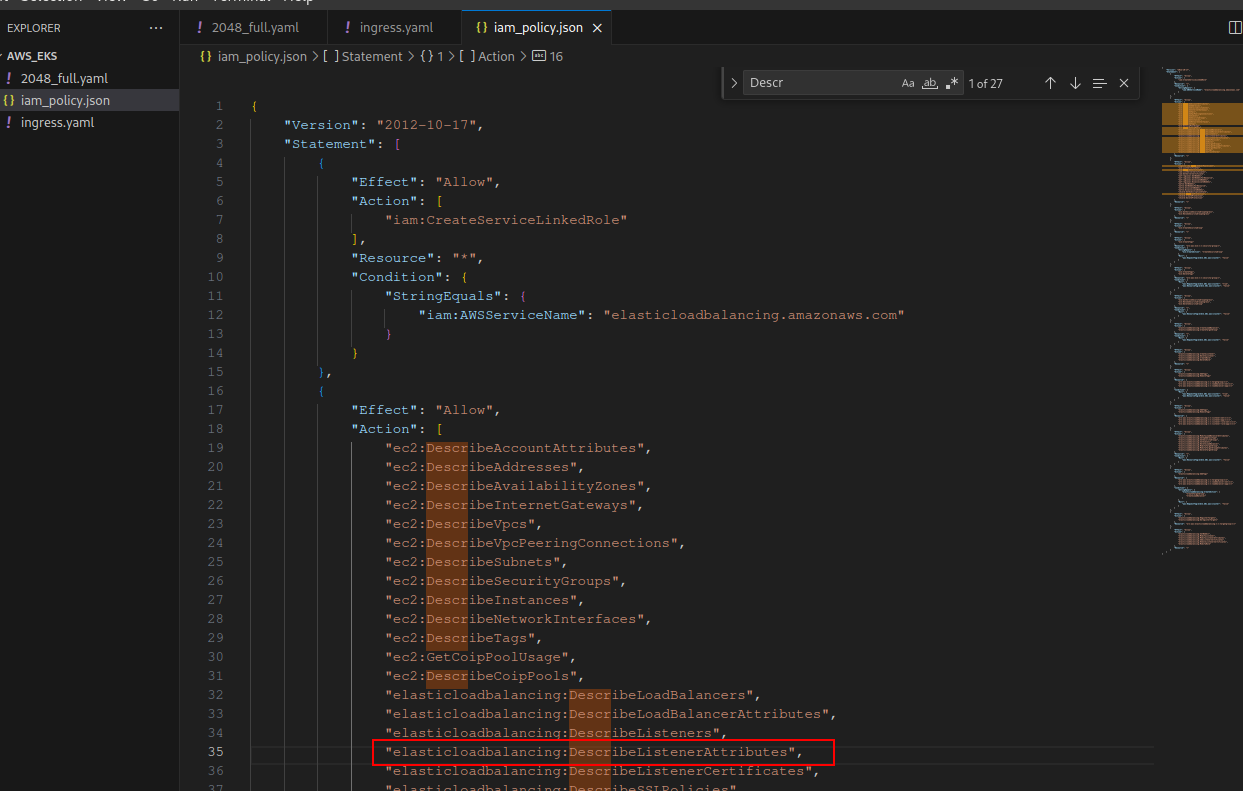 EXPLORER
···
2048_full.yaml
ingress.yaml
{} iam_policy.json
AWS_EKS
2048_full.yaml
{} iam_policy.json
ingress.yaml
{} iam_policy.json > [ ] Statement > {} 1 > [ ] Action > abc 16
Descr
Aa ab .*
1 of 27
1 {
2 "Version": "2012-10-17",
3 "Statement": [
4 {
5 "Effect": "Allow",
6 "Action": [
7 "iam:CreateServiceLinkedRole"
8 ],
9 "Resource": "*",
10 "Condition": {
11 "StringEquals": {
12 "iam:AWSServiceName": "elasticloadbalancing.amazonaws.com"
13 }
14 }
15 },
16 {
17 "Effect": "Allow",
18 "Action": [
19 "ec2:DescribeAccountAttributes",
20 "ec2:DescribeAddresses",
21 "ec2:DescribeAvailabilityZones",
22 "ec2:DescribeInternetGateways",
23 "ec2:DescribeVpcs",
24 "ec2:DescribeVpcPeeringConnections",
25 "ec2:DescribeSubnets",
26 "ec2:DescribeSecurityGroups",
27 "ec2:DescribeInstances",
28 "ec2:DescribeNetworkInterfaces",
29 "ec2:DescribeTags",
30 "ec2:GetCoipPoolUsage",
31 "ec2:DescribeCoipPools",
32 "elasticloadbalancing:DescribeLoadBalancers",
33 "elasticloadbalancing:DescribeLoadBalancerAttributes",
34 "elasticloadbalancing:DescribeListeners",
35 "elasticloadbalancing:DescribeListenerAttributes",
36 "elasticloadbalancing:DescribeListenerCertificates",
37 "elasticloadbalancing:DescribeSSLPolicies"